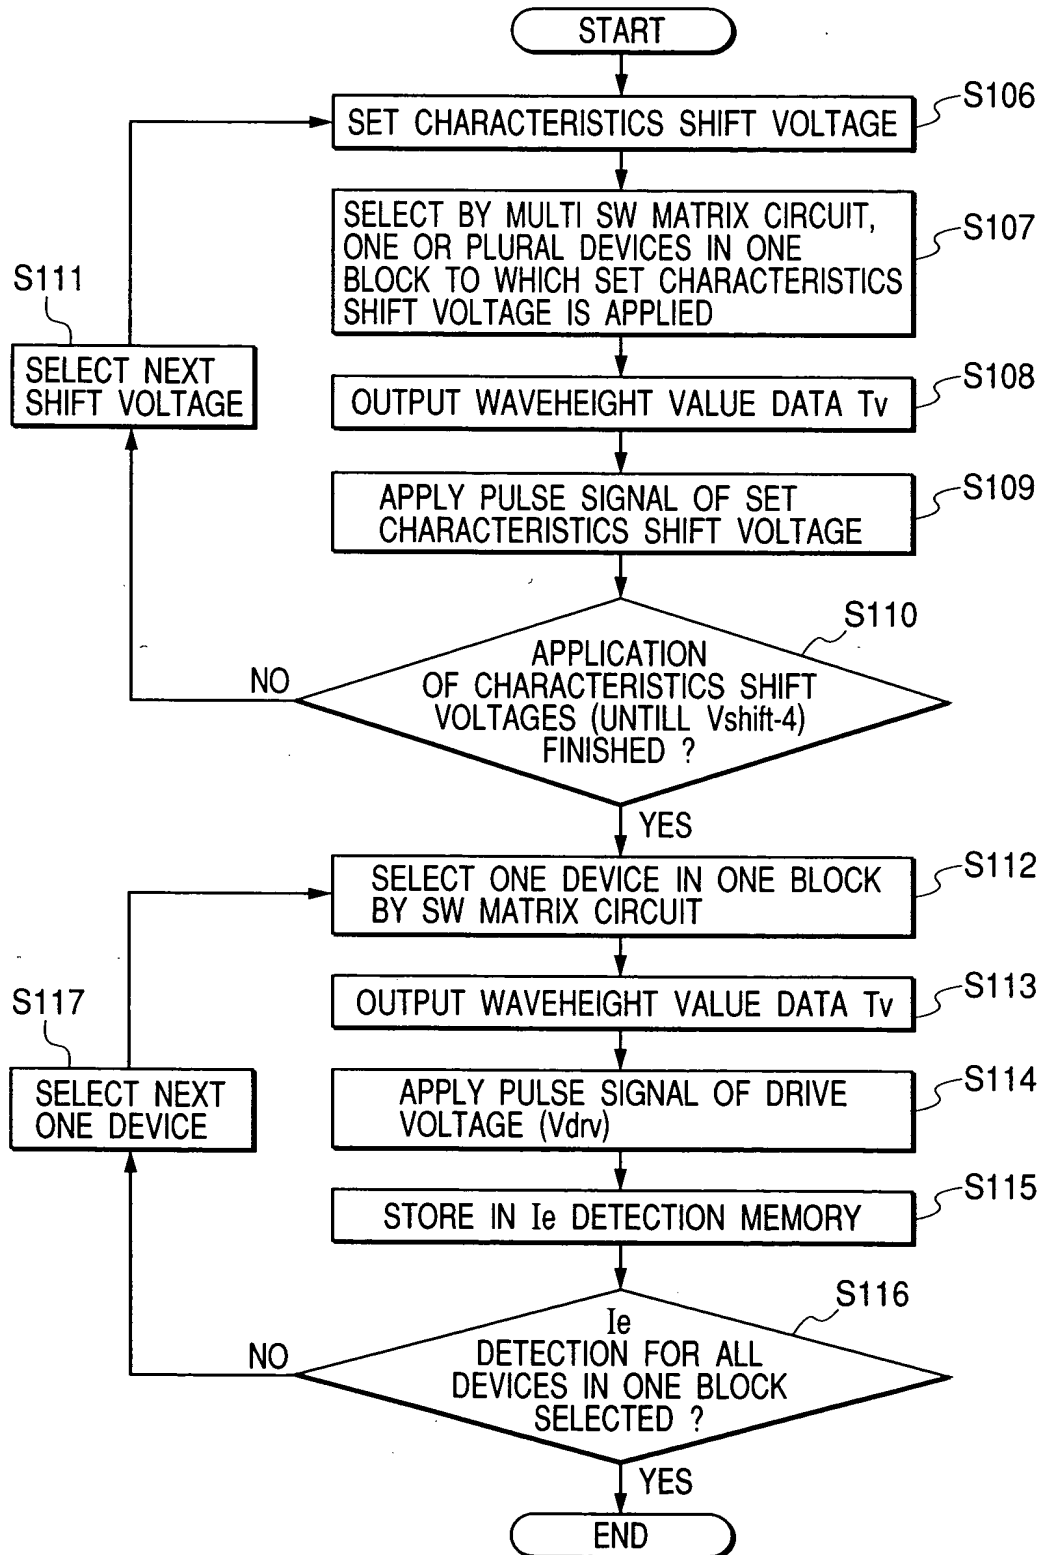 START
SET CHARACTERISTICS SHIFT VOLTAGE
S106
SELECT BY MULTI SW MATRIX CIRCUIT,
ONE OR PLURAL DEVICES IN ONE
BLOCK TO WHICH SET CHARACTERISTICS
SHIFT VOLTAGE IS APPLIED
S107
S111
SELECT NEXT
SHIFT VOLTAGE
OUTPUT WAVEHEIGHT VALUE DATA Tv
S108
APPLY PULSE SIGNAL OF SET
CHARACTERISTICS SHIFT VOLTAGE
S109
S110
APPLICATION
OF CHARACTERISTICS SHIFT
VOLTAGES (UNTILL Vshift-4)
FINISHED ?
NO
YES
SELECT ONE DEVICE IN ONE BLOCK
BY SW MATRIX CIRCUIT
S112
OUTPUT WAVEHEIGHT VALUE DATA Tv
S113
S117
SELECT NEXT
ONE DEVICE
APPLY PULSE SIGNAL OF DRIVE
VOLTAGE (Vdrv)
S114
STORE IN Ie DETECTION MEMORY
S115
S116
Ie
DETECTION FOR ALL
DEVICES IN ONE BLOCK
SELECTED ?
NO
YES
END